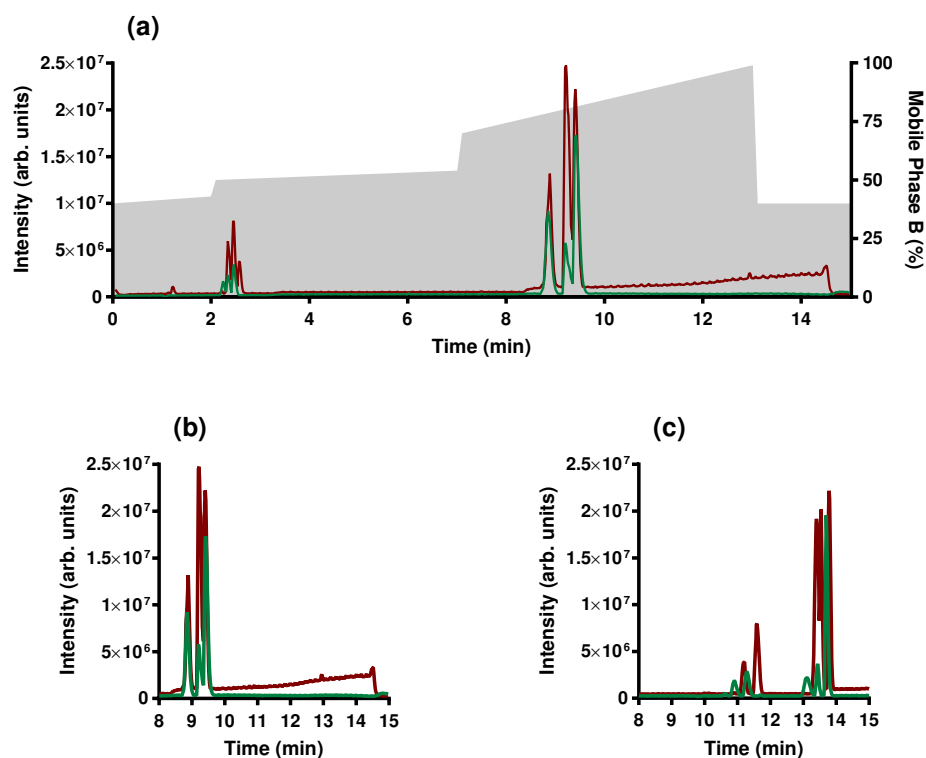 (a)
2.5×10⁷
2×10⁷
1.5×10⁷
1×10⁷
5×10⁶
0
Intensity (arb. units)
100
75
50
25
0
Mobile Phase B (%)
0 2 4 6 8 10 12 14
Time (min)
(b)
2.5×10⁷
2×10⁷
1.5×10⁷
1×10⁷
5×10⁶
0
Intensity (arb. units)
8 9 10 11 12 13 14 15
Time (min)
(c)
2.5×10⁷
2×10⁷
1.5×10⁷
1×10⁷
5×10⁶
0
Intensity (arb. units)
8 9 10 11 12 13 14 15
Time (min)